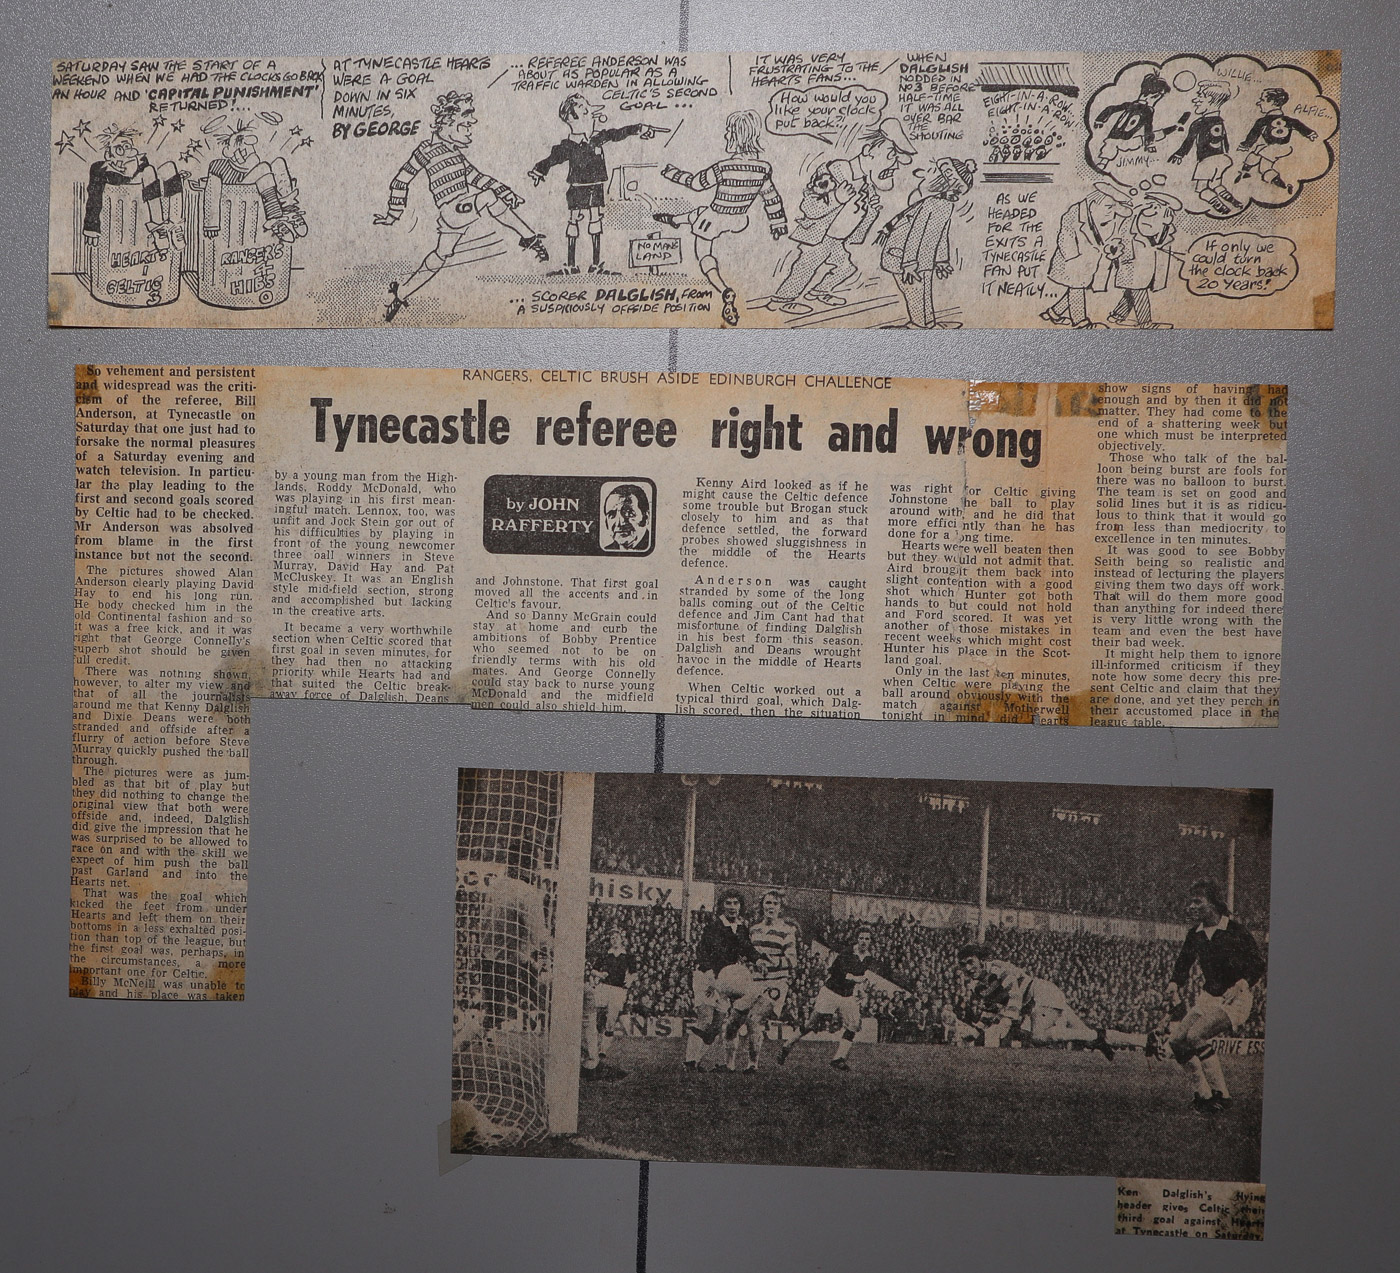 SATURDAY SAW THE START OF A
WEEKEND WHEN WE HAD THE CLOCKS GO BACK
AN HOUR AND 'CAPITAL PUNISHMENT'
RETURNED!...
HEARTS
1
CELTIC
3
RANGERS
4
HIBS
0
AT TYNECASTLE HEARTS
WERE A GOAL
DOWN IN SIX
MINUTES,
BY GEORGE
6
... REFEREE ANDERSON WAS
ABOUT AS POPULAR AS A
TRAFFIC WARDEN IN ALLOWING
CELTIC'S SECOND
GOAL ...
NO MANS
LAND
... SCORER DALGLISH, FROM
A SUSPICIOUSLY OFFSIDE POSITION
11
IT WAS VERY
FRUSTRATING TO THE
HEARTS FANS...
How would you
like your clock
put back?!
WHEN
DALGLISH
NODDED IN
NO3 BEFORE
HALF-TIME
IT WAS ALL
OVER BAR
THE
SHOUTING
EIGHT-IN-A-ROW
EIGHT-IN-A-
ROW
AS WE
HEADED
FOR THE
EXITS A
TYNECASTLE
FAN PUT
IT NEATLY...
WILLIE...
ALFIE...
JIMMY...
10
9
8
If only we
could turn
the clock back
20 years!
So vehement and persistent
and widespread was the criti-
cism of the referee, Bill
Anderson, at Tynecastle on
Saturday that one just had to
forsake the normal pleasures
of a Saturday evening and
watch television. In particu-
lar the play leading to the
first and second goals scored
by Celtic had to be checked.
Mr Anderson was absolved
from blame in the first
instance but not the second.
The pictures showed Alan
Anderson clearly playing David
Hay to end his long run.
He body checked him in the
old Continental fashion and so
it was a free kick, and it was
right that George Connelly's
superb shot should be given
full credit.
There was nothing shown,
however, to alter my view and
that of all the journalists
around me that Kenny Dalglish
and Dixie Deans were both
stranded and offside after a
flurry of action before Steve
Murray quickly pushed the ball
through.
The pictures were as jum-
bled as that bit of play but
they did nothing to change the
original view that both were
offside and, indeed, Dalglish
did give the impression that he
was surprised to be allowed to
race on and with the skill we
expect of him push the ball
past Garland and into the
Hearts net.
That was the goal which
kicked the feet from under
Hearts and left them on their
bottoms in a less exhalted posi-
tion than top of the league, but
the first goal was, perhaps, in
the circumstances, a more
important one for Celtic.
Billy McNeill was unable to
play and his place was taken
RANGERS, CELTIC BRUSH ASIDE EDINBURGH CHALLENGE
Tynecastle referee right and wrong
by JOHN
RAFFERTY
by a young man from the High-
lands, Roddy McDonald, who
was playing in his first mean-
ingful match. Lennox, too, was
unfit and Jock Stein gor out of
his difficulties by playing in
front of the young newcomer
three ball winners in Steve
Murray, David Hay and Pat
McCluskey. It was an English
style mid-field section, strong
and accomplished but lacking
in the creative arts.
It became a very worthwhile
section when Celtic scored that
first goal in seven minutes, for
they had then no attacking
priority while Hearts had and
that suited the Celtic break-
away force of Dalglish, Deans
and Johnstone. That first goal
moved all the accents and in
Celtic's favour.
And so Danny McGrain could
stay at home and curb the
ambitions of Bobby Prentice
who seemed not to be on
friendly terms with his old
mates. And George Connelly
could stay back to nurse young
McDonald and the midfield
men could also shield him.
Kenny Aird looked as if he
might cause the Celtic defence
some trouble but Brogan stuck
closely to him and as that
defence settled, the forward
probes showed sluggishness in
the middle of the Hearts
defence.
Anderson was caught
stranded by some of the long
balls coming out of the Celtic
defence and Jim Cant had that
misfortune of finding Dalglish
in his best form this season.
Dalglish and Deans wrought
havoc in the middle of Hearts
defence.
When Celtic worked out a
typical third goal, which Dalg-
lish scored, then the situation
was right for Celtic giving
Johnstone the ball to play
around with, and he did that
more efficiently than he has
done for a long time.
Hearts were well beaten then
but they would not admit that.
Aird brought them back into
slight contention with a good
shot which Hunter got both
hands to but could not hold
and Ford scored. It was yet
another of those mistakes in
recent weeks which might cost
Hunter his place in the Scot-
land goal.
Only in the last ten minutes,
when Celtic were playing the
ball around obviously with the
match against Motherwell
tonight in mind, did Hearts
show signs of having had
enough and by then it did not
matter. They had come to the
end of a shattering week but
one which must be interpreted
objectively.
Those who talk of the bal-
loon being burst are fools for
there was no balloon to burst.
The team is set on good and
solid lines but it is as ridicu-
lous to think that it would go
from less than mediocrity to
excellence in ten minutes.
It was good to see Bobby
Seith being so realistic and
instead of lecturing the players
giving them two days off work.
That will do them more good
than anything for indeed there
is very little wrong with the
team and even the best have
their bad week.
It might help them to ignore
ill-informed criticism if they
note how some decry this pre-
sent Celtic and claim that they
are done, and yet they perch in
their accustomed place in the
league table.
hisky
AN'S
DRIVE ESS
Ken Dalglish's flying
header gives Celtic their
third goal against Hearts
at Tynecastle on Saturday